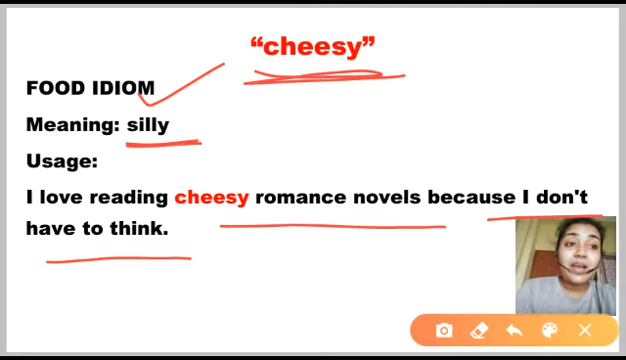 “cheesy”
FOOD IDIOM
Meaning: silly
Usage:
I love reading cheesy romance novels because I don't
have to think.